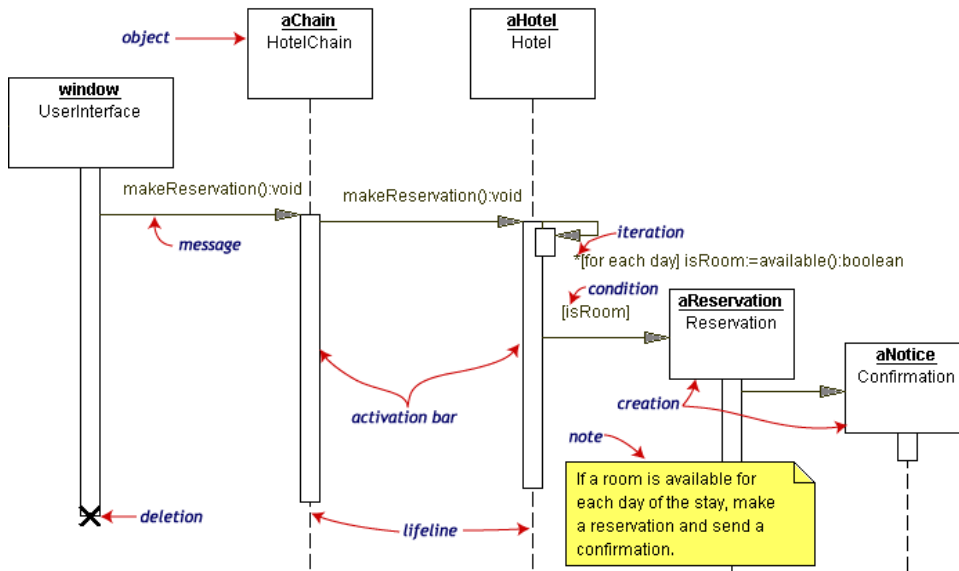 aChain
HotelChain
aHotel
Hotel
object
window
UserInterface
makeReservation():void
makeReservation():void
message
iteration
*[for each day] isRoom:=available():boolean
condition
[isRoom]
aReservation
Reservation
aNotice
Confirmation
activation bar
creation
note
If a room is available for
each day of the stay, make
a reservation and send a
confirmation.
deletion
lifeline